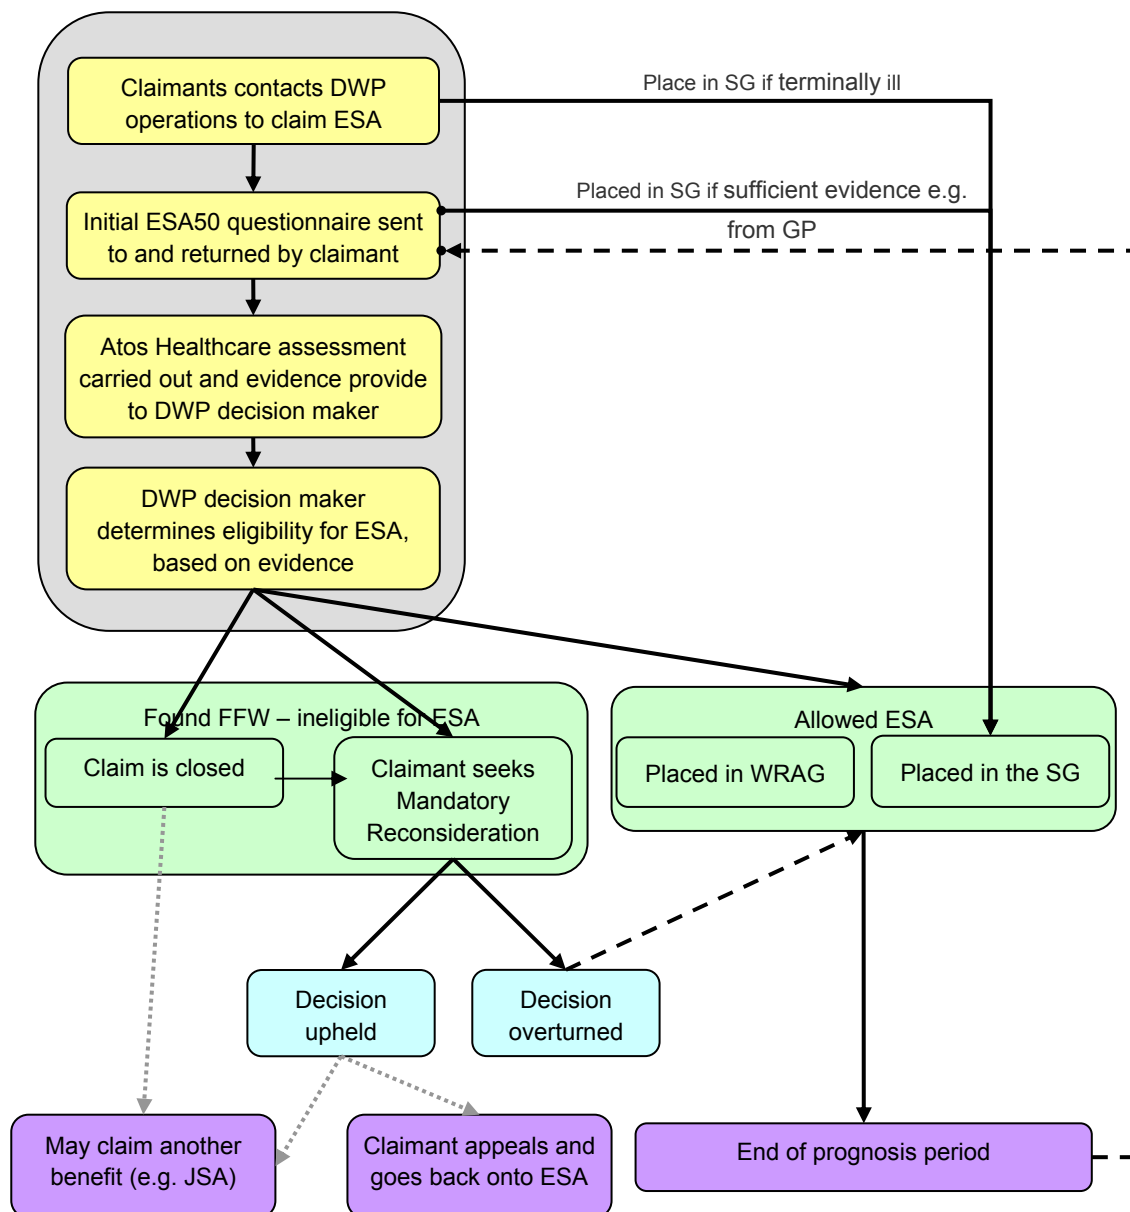 Claimants contacts DWP
operations to claim ESA
Place in SG if terminally ill
Initial ESA50 questionnaire sent
to and returned by claimant
Placed in SG if sufficient evidence e.g.
from GP
Atos Healthcare assessment
carried out and evidence provide
to DWP decision maker
DWP decision maker
determines eligibility for ESA,
based on evidence
Found FFW – ineligible for ESA
Claim is closed
Claimant seeks
Mandatory
Reconsideration
Allowed ESA
Placed in WRAG
Placed in the SG
Decision
upheld
Decision
overturned
May claim another
benefit (e.g. JSA)
Claimant appeals and
goes back onto ESA
End of prognosis period